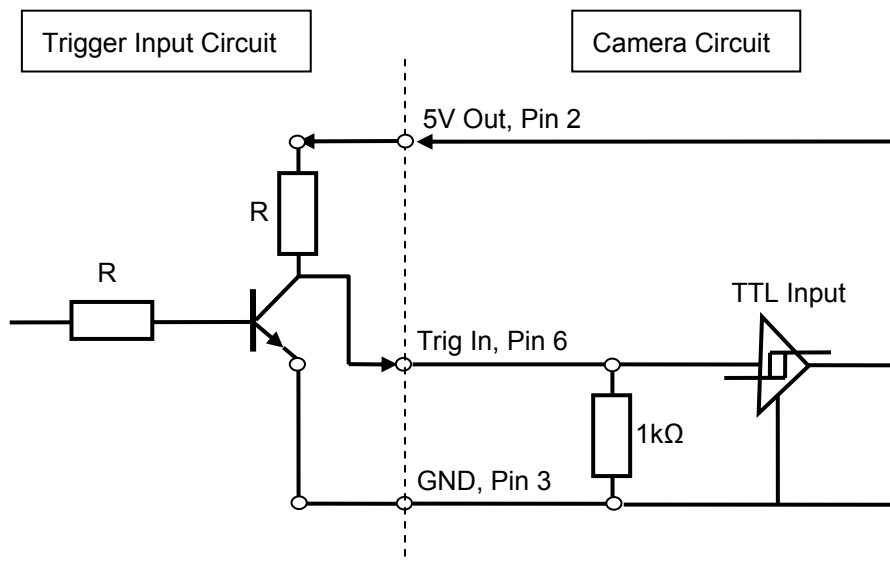 Trigger Input Circuit
Camera Circuit
5V Out, Pin 2
R
R
TTL Input
Trig In, Pin 6
1kΩ
GND, Pin 3